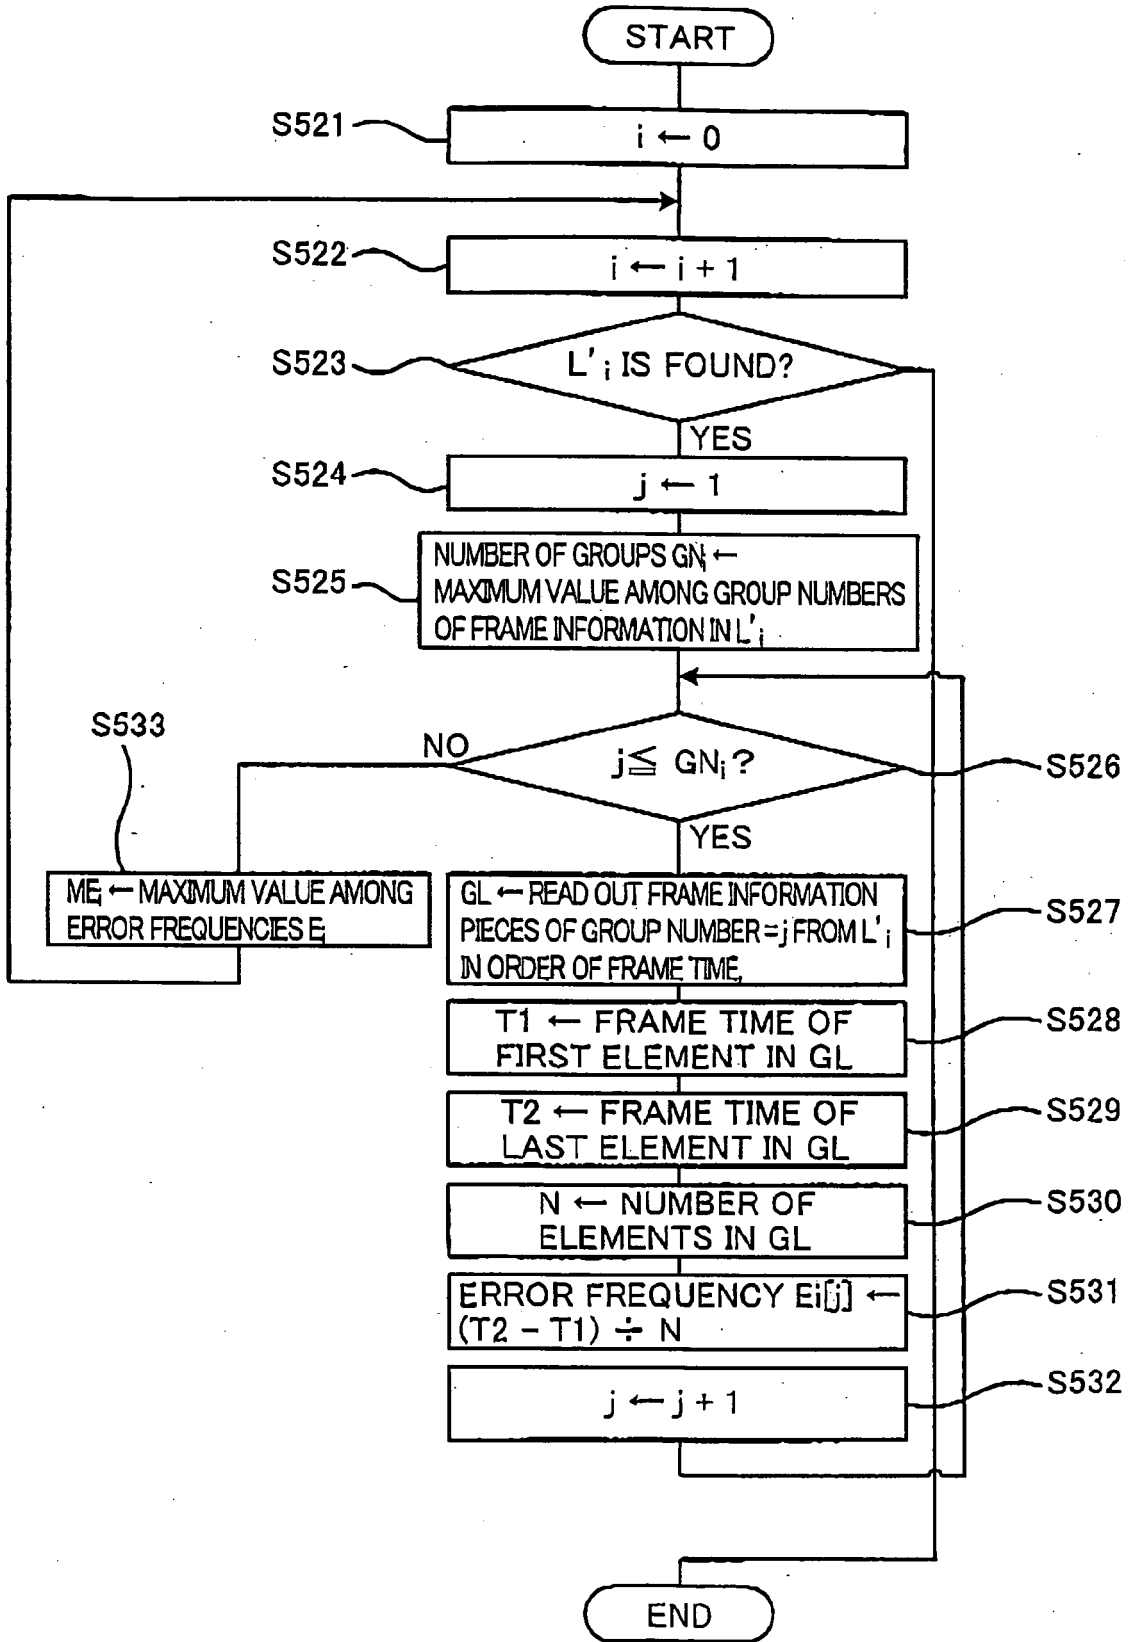 START
S521
i ← 0
S522
i ← i + 1
S523
L'i IS FOUND?
YES
S524
j ← 1
S525
NUMBER OF GROUPS GNi ←
MAXIMUM VALUE AMONG GROUP NUMBERS
OF FRAME INFORMATION IN L'i
S533
NO
j ≦ GNi ?
S526
YES
MEi ← MAXIMUM VALUE AMONG
ERROR FREQUENCIES Ei
GL ← READ OUT FRAME INFORMATION
PIECES OF GROUP NUMBER = j FROM L'i
IN ORDER OF FRAME TIME.
S527
T1 ← FRAME TIME OF
FIRST ELEMENT IN GL
S528
T2 ← FRAME TIME OF
LAST ELEMENT IN GL
S529
N ← NUMBER OF
ELEMENTS IN GL
S530
ERROR FREQUENCY Ei[j] ←
(T2 - T1) ÷ N
S531
j ← j + 1
S532
END